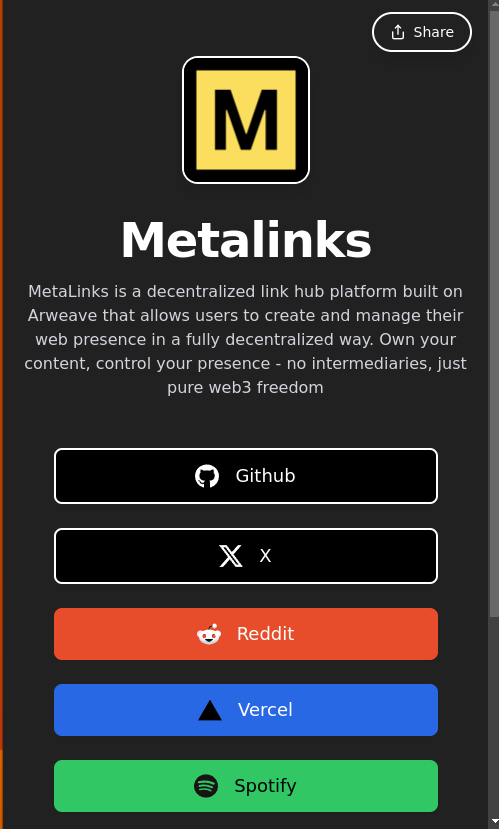 Share
M
Metalinks
MetaLinks is a decentralized link hub platform built on
Arweave that allows users to create and manage their
web presence in a fully decentralized way. Own your
content, control your presence - no intermediaries, just
pure web3 freedom
Github
X
Reddit
Vercel
Spotify